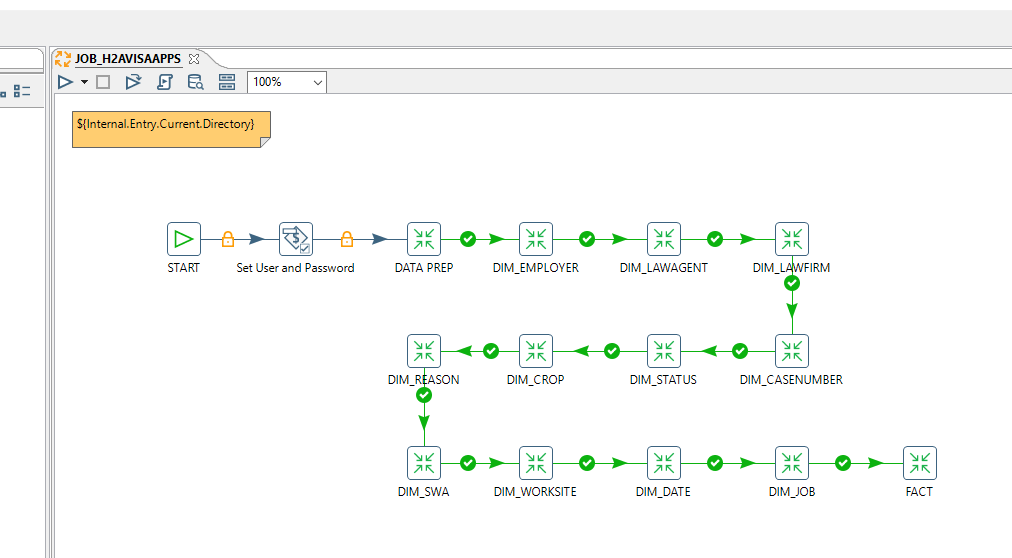 JOB_H2AVISAAPPS
100%
${Internal.Entry.Current.Directory}
START
Set User and Password
DATA PREP
DIM_EMPLOYER
DIM_LAWAGENT
DIM_LAWFIRM
DIM_REASON
DIM_CROP
DIM_STATUS
DIM_CASENUMBER
DIM_SWA
DIM_WORKSITE
DIM_DATE
DIM_JOB
FACT